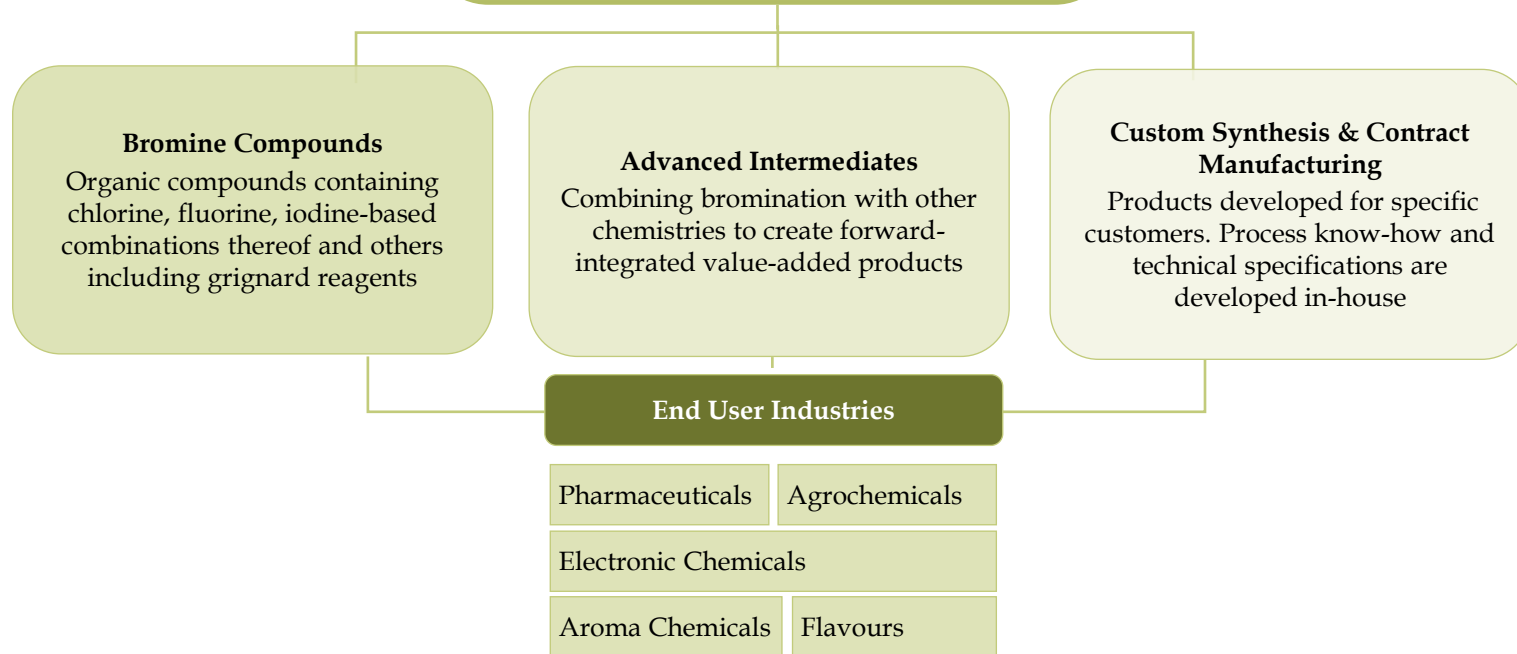 Bromine Compounds
Organic compounds containing
chlorine, fluorine, iodine-based
combinations thereof and others
including grignard reagents
Advanced Intermediates
Combining bromination with other
chemistries to create forward-
integrated value-added products
Custom Synthesis & Contract
Manufacturing
Products developed for specific
customers. Process know-how and
technical specifications are
developed in-house
End User Industries
Pharmaceuticals
Agrochemicals
Electronic Chemicals
Aroma Chemicals
Flavours